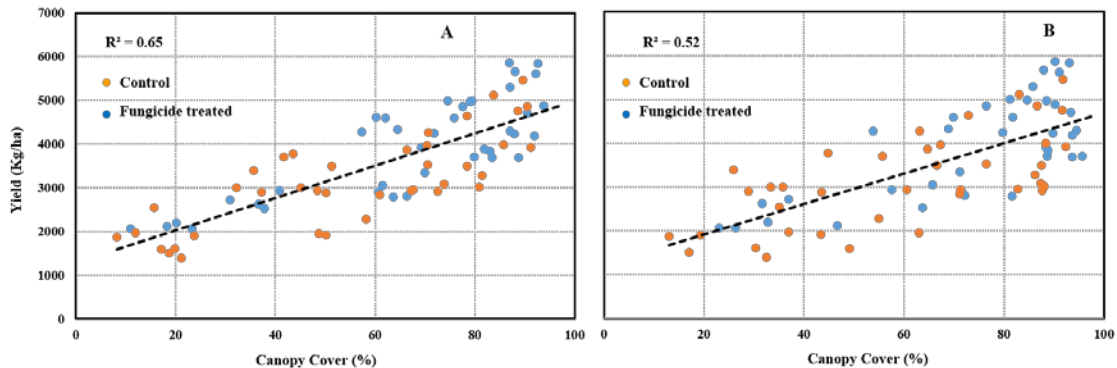 7000
6000
5000
4000
3000
2000
1000
0
Yield (Kg/ha)
R² = 0.65
A
Control
Fungicide treated
0 20 40 60 80 100
Canopy Cover (%)
R² = 0.52
B
Control
Fungicide treated
0 20 40 60 80 100
Canopy Cover (%)